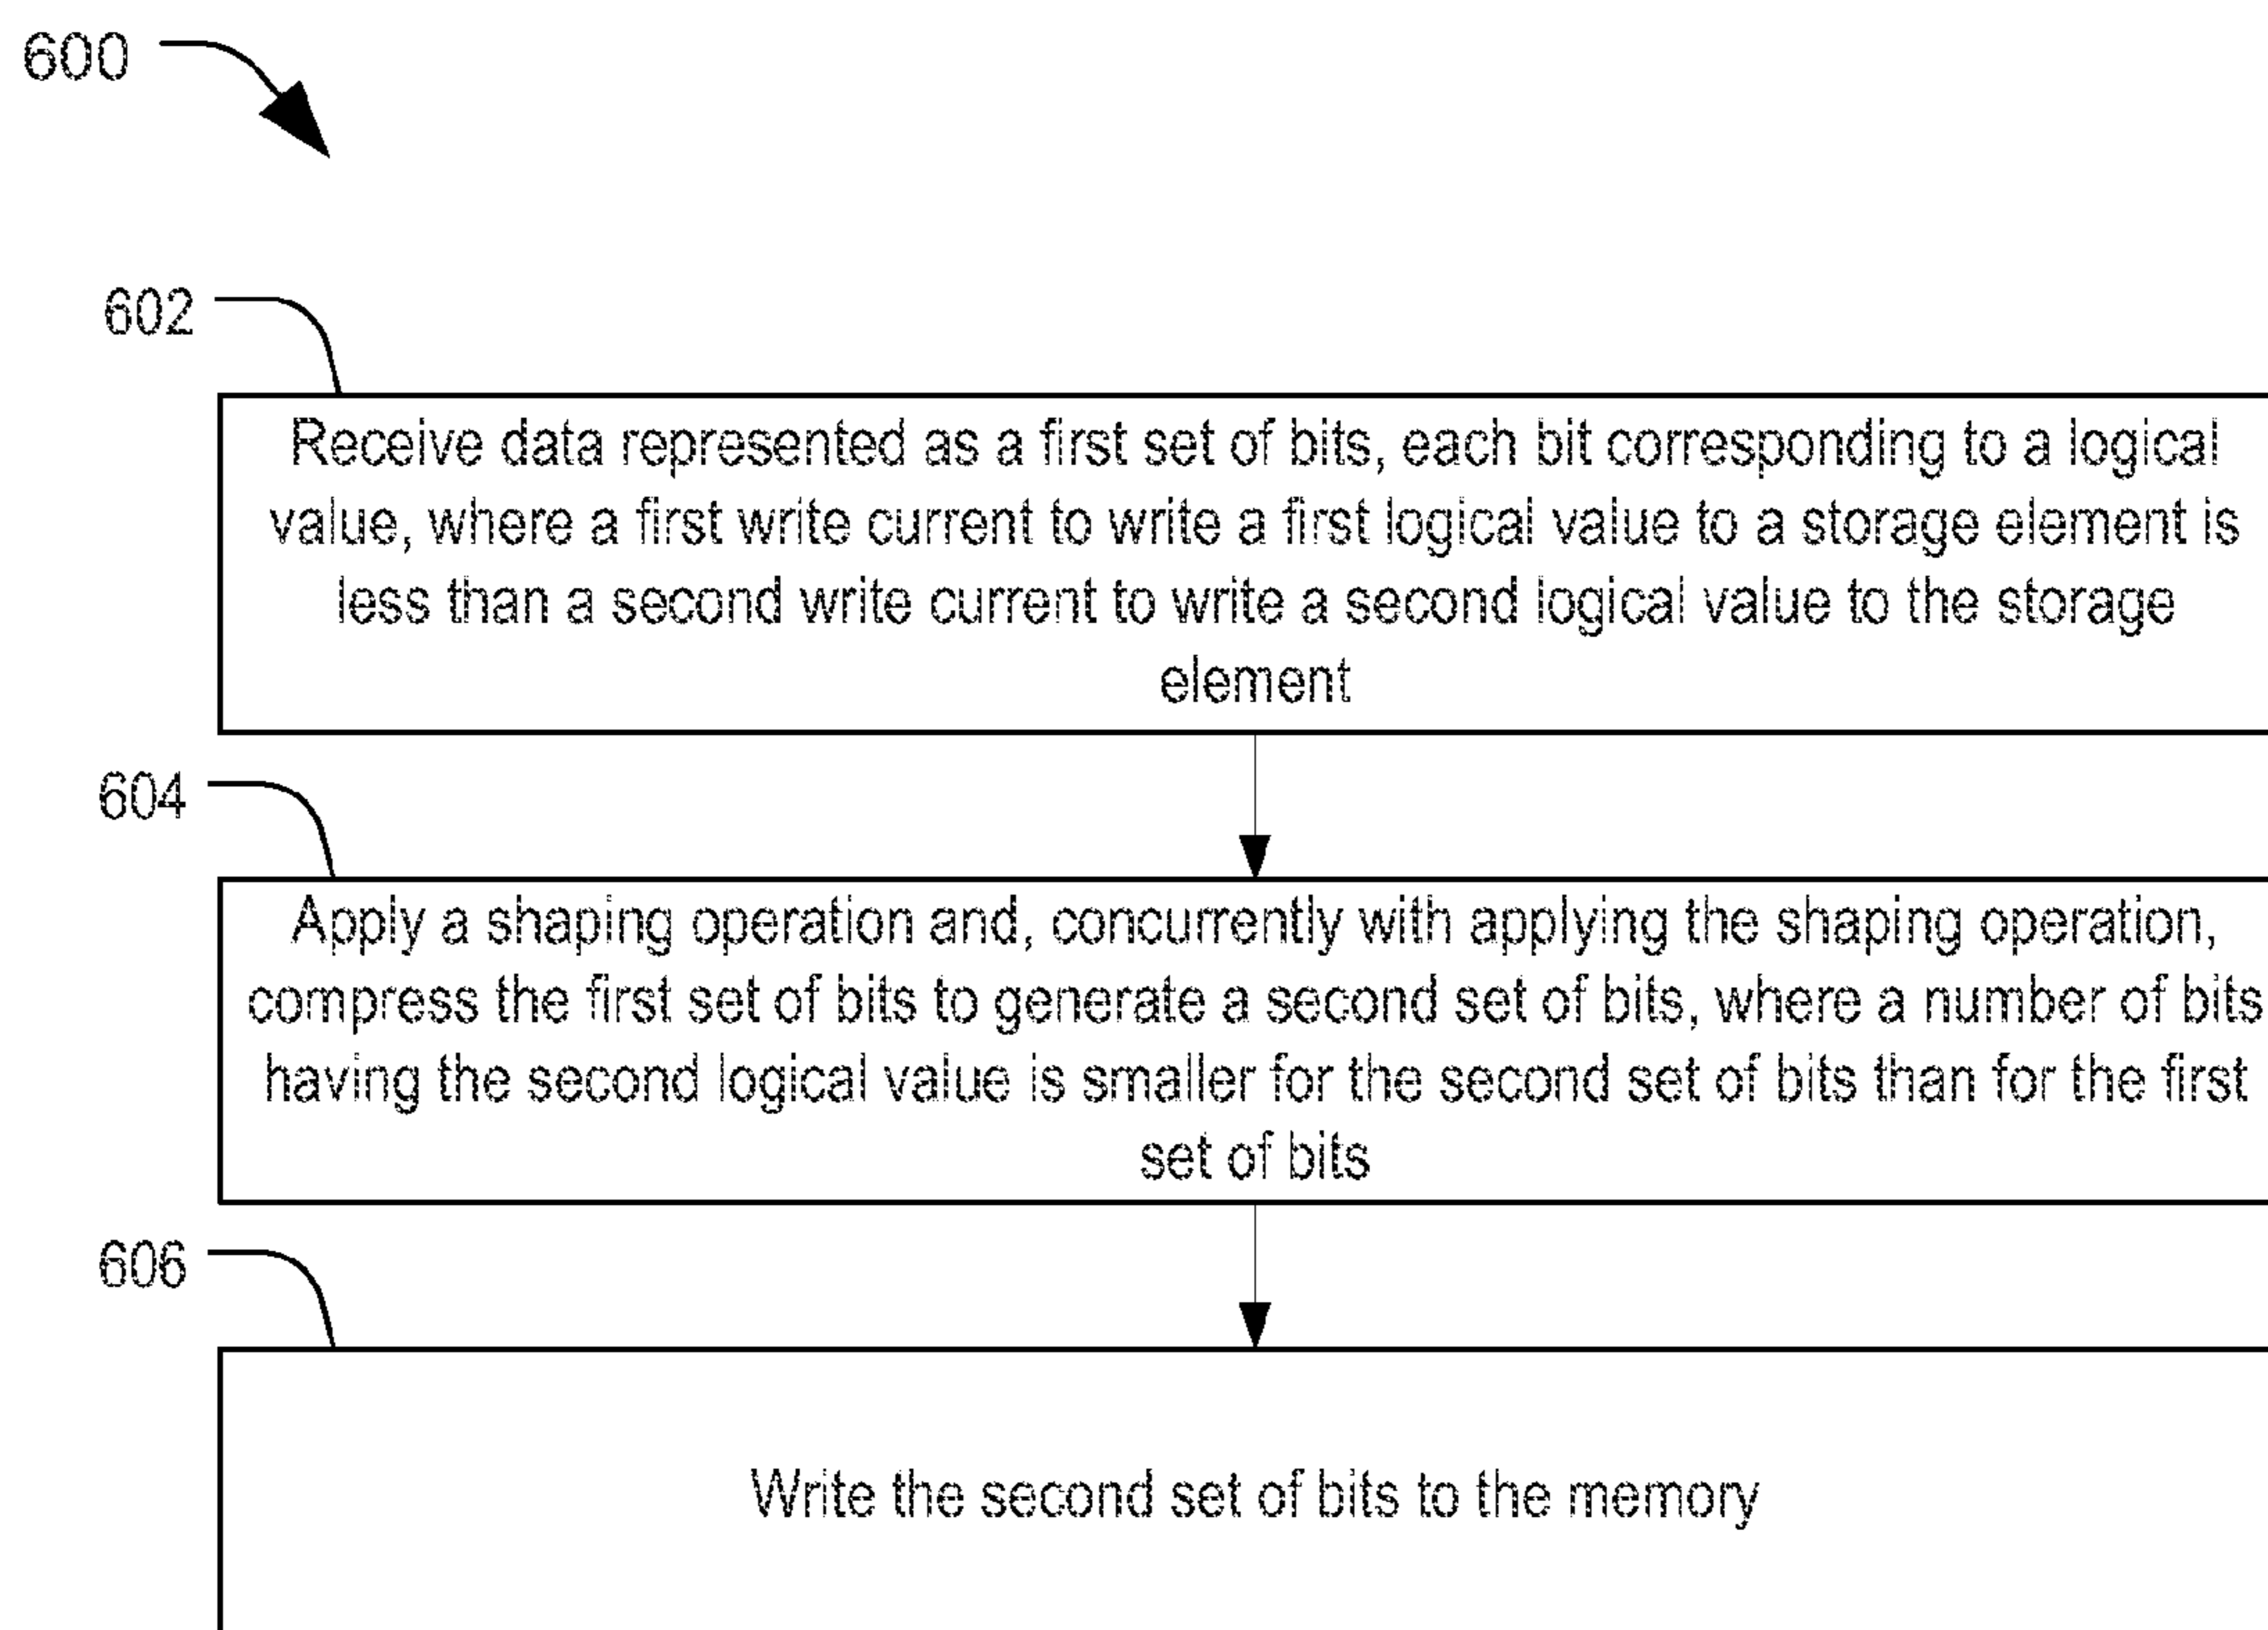 600
602
Receive data represented as a first set of bits, each bit corresponding to a logical
value, where a first write current to write a first logical value to a storage element is
less than a second write current to write a second logical value to the storage
element
604
Apply a shaping operation and, concurrently with applying the shaping operation,
compress the first set of bits to generate a second set of bits, where a number of bits
having the second logical value is smaller for the second set of bits than for the first
set of bits
606
Write the second set of bits to the memory